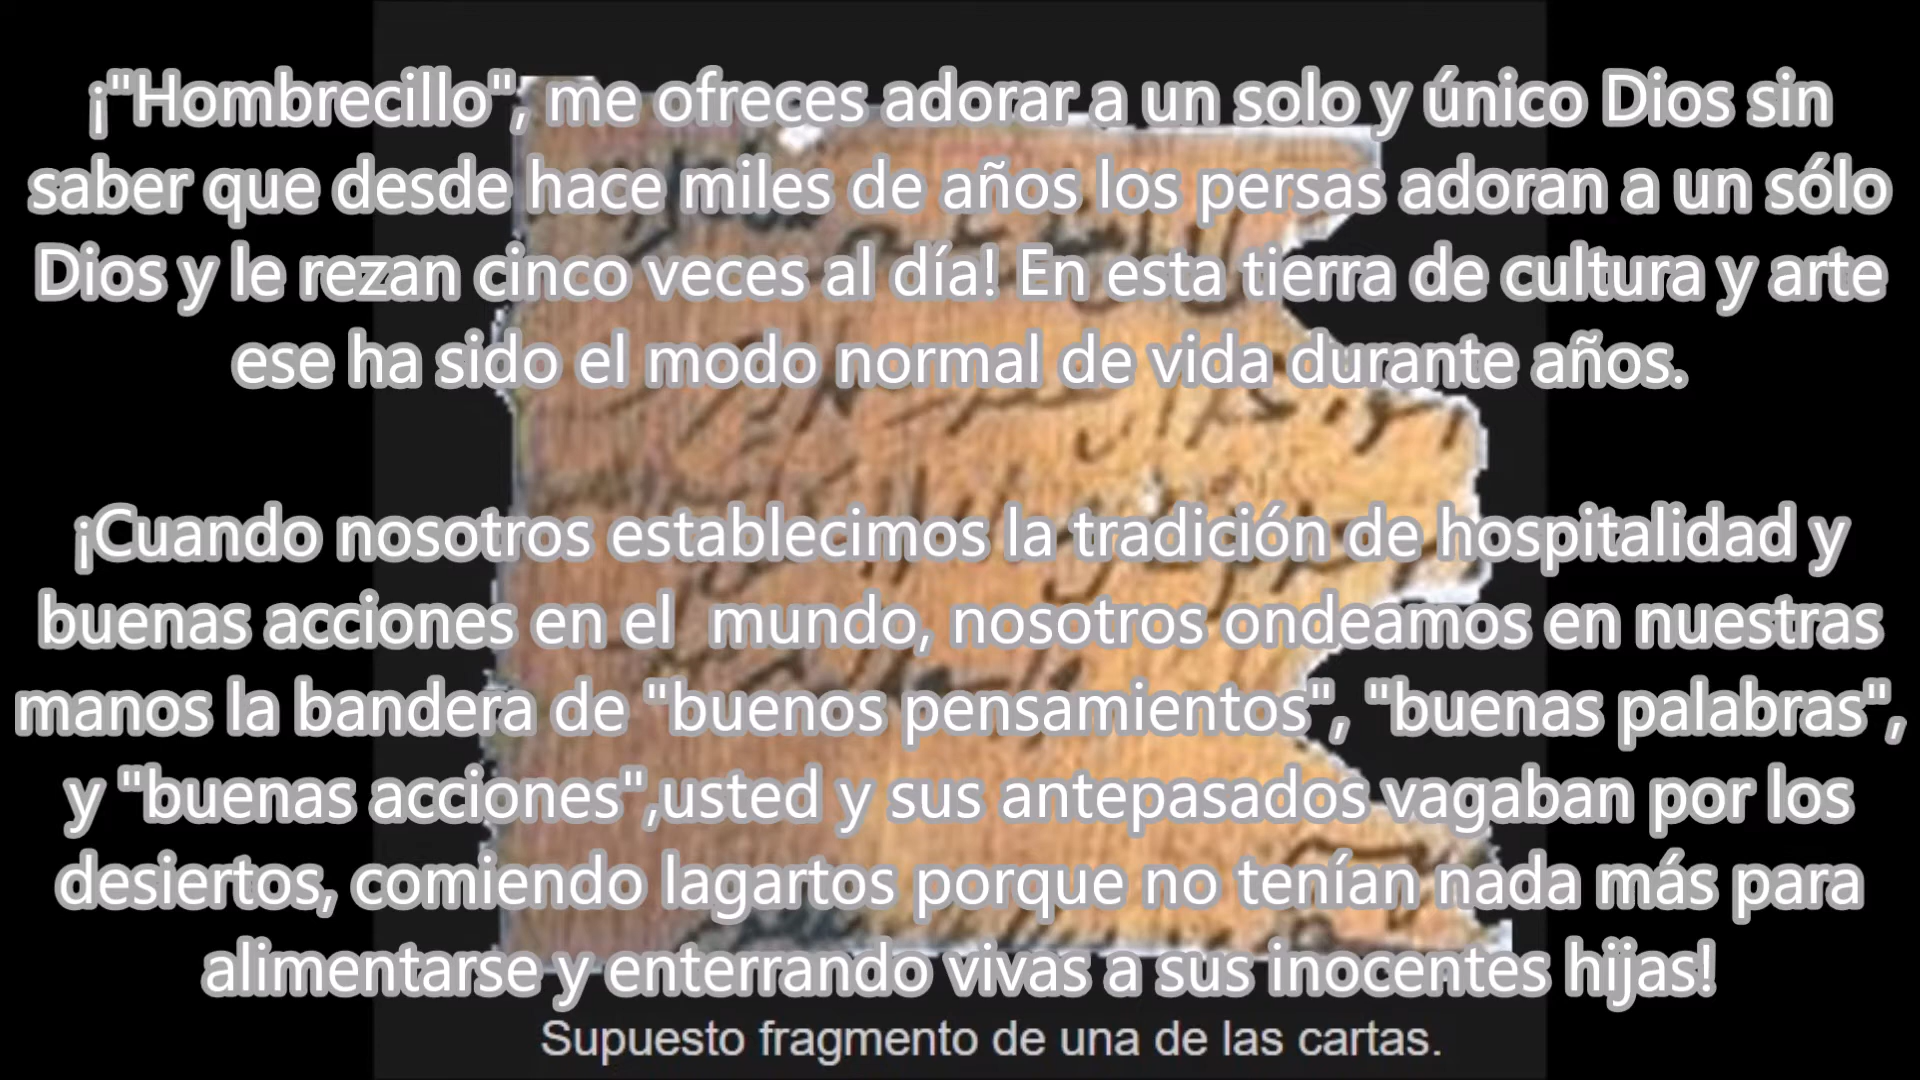 ¡"Hombrecillo", me ofreces adorar a un solo y único Dios sin
saber que desde hace miles de años los persas adoran a un sólo
Dios y le rezan cinco veces al día! En esta tierra de cultura y arte
ese ha sido el modo normal de vida durante años.
¡Cuando nosotros establecimos la tradición de hospitalidad y
buenas acciones en el mundo, nosotros ondeamos en nuestras
manos la bandera de "buenos pensamientos", "buenas palabras",
y "buenas acciones",usted y sus antepasados vagaban por los
desiertos, comiendo lagartos porque no tenían nada más para
alimentarse y enterrando vivas a sus inocentes hijas!
Supuesto fragmento de una de las cartas.